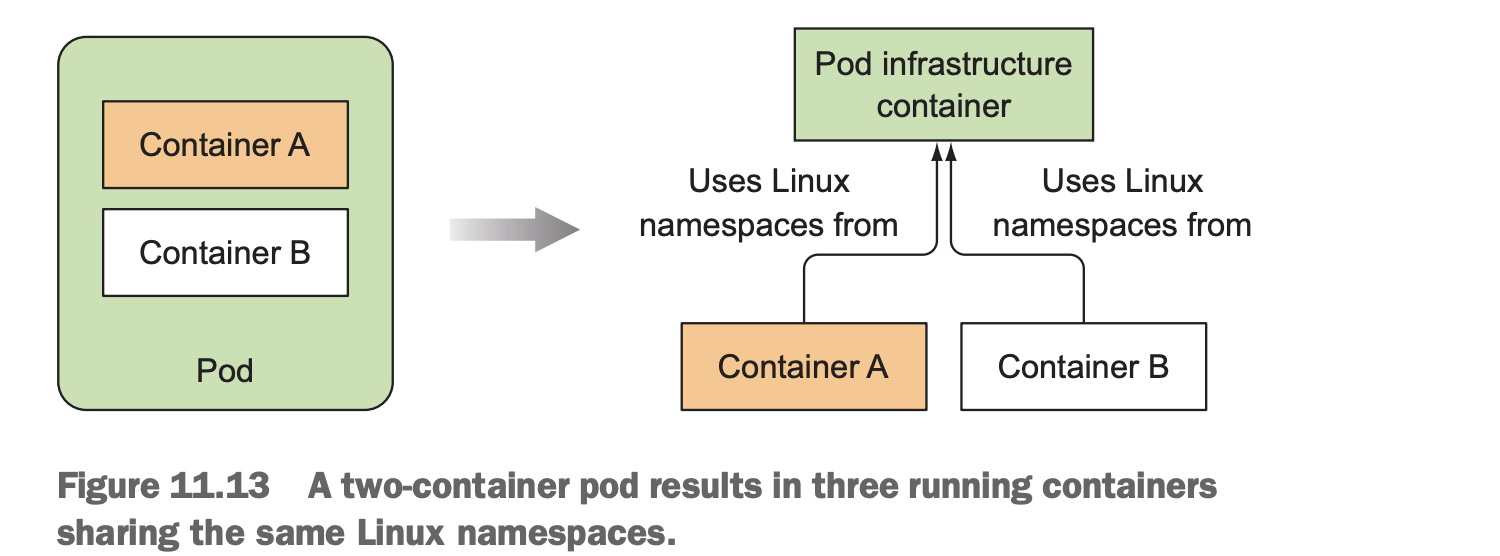 Container A
Container B
Pod
Pod infrastructure
container
Uses Linux
namespaces from
Uses Linux
namespaces from
Container A
Container B
Figure 11.13 A two-container pod results in three running containers
sharing the same Linux namespaces.